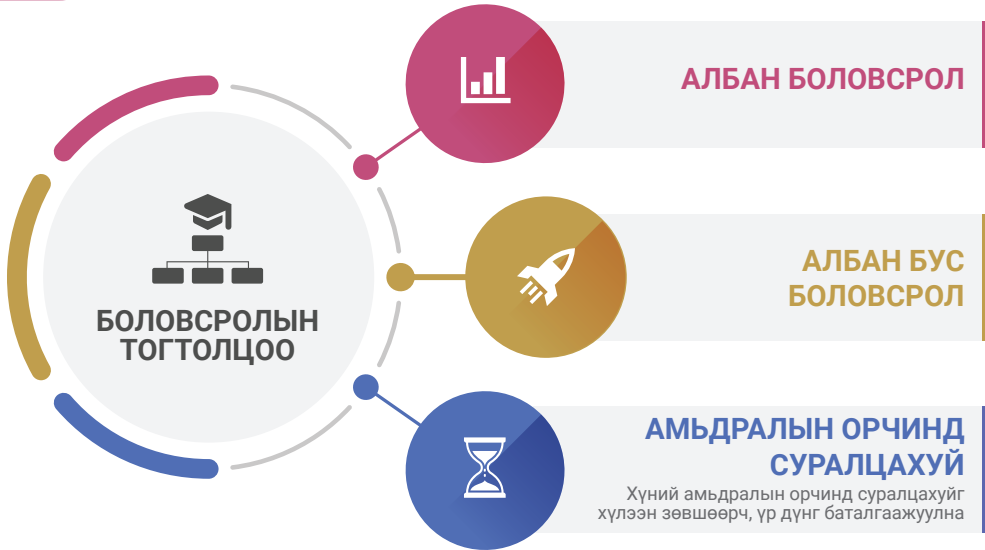 БОЛОВСРОЛЫН
ТОГТОЛЦОО
АЛБАН БОЛОВСРОЛ
АЛБАН БУС
БОЛОВСРОЛ
АМЬДРАЛЫН ОРЧИНД
СУРАЛЦАХУЙ
Хүний амьдралын орчинд суралцахуйг
хүлээн зөвшөөрч, үр дүнг баталгаажуулна